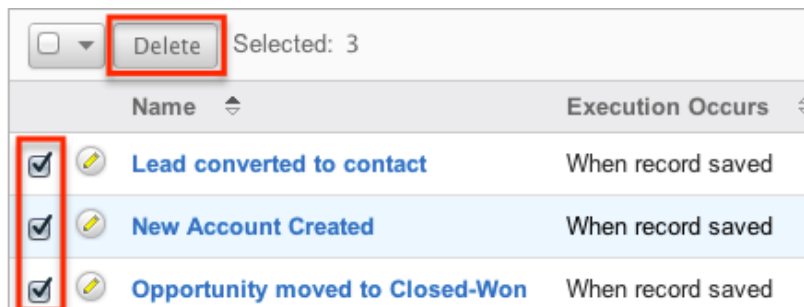 Delete Selected: 3
Name Execution Occurs
Lead converted to contact When record saved
New Account Created When record saved
Opportunity moved to Closed-Won When record saved